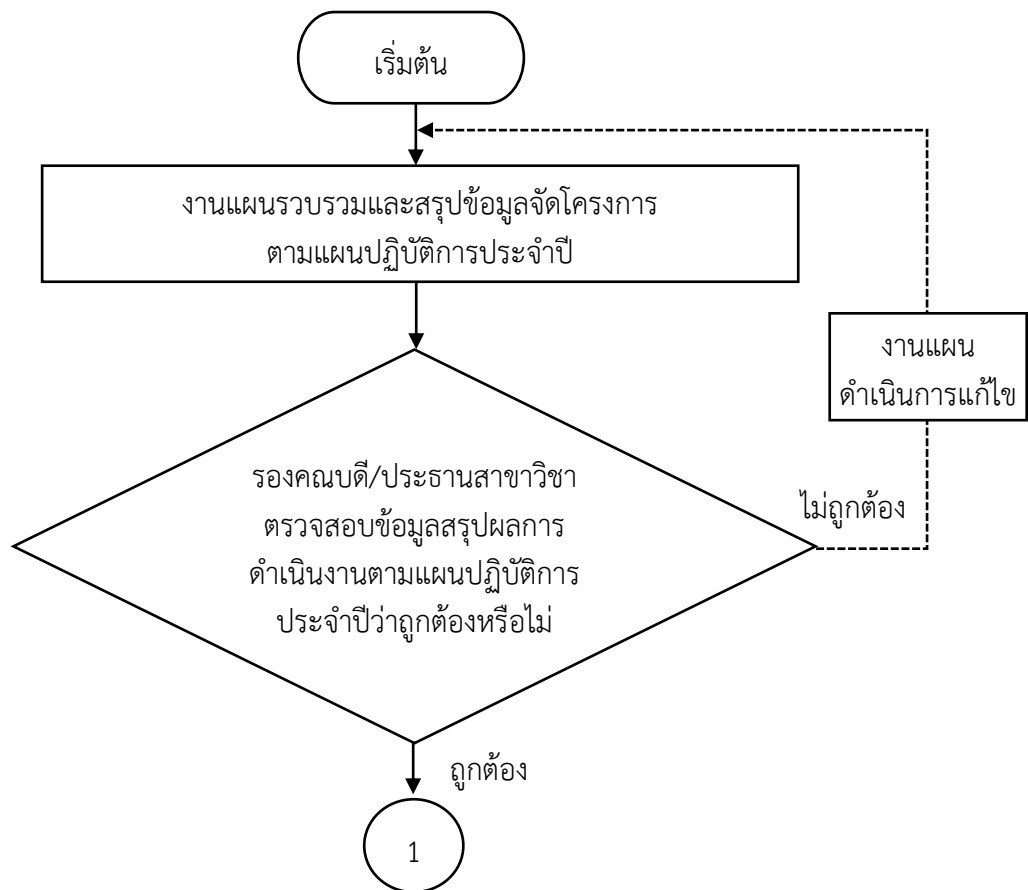 เริ่มต้น
งานแผนรวบรวมและสรุปข้อมูลจัดโครงการ
ตามแผนปฏิบัติการประจำปี
งานแผน
ดำเนินการแก้ไข
รองคณบดี/ประธานสาขาวิชา
ตรวจสอบข้อมูลสรุปผลการ
ดำเนินงานตามแผนปฏิบัติการ
ประจำปีว่าถูกต้องหรือไม่
ไม่ถูกต้อง
ถูกต้อง
1